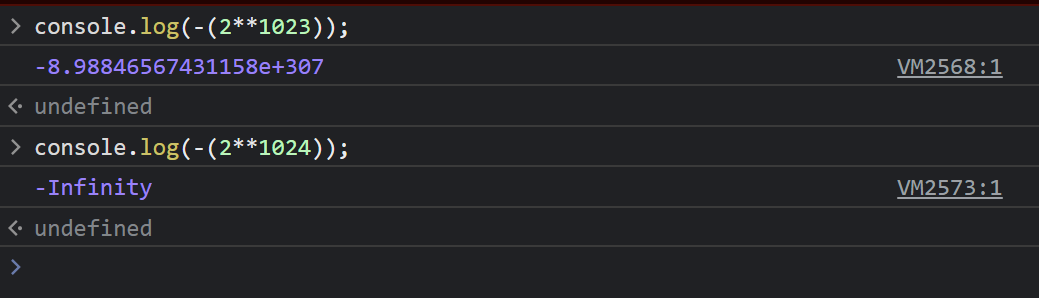 > console.log(-(2**1023));
-8.98846567431158e+307 VM2568:1
undefined
> console.log(-(2**1024));
-Infinity VM2573:1
undefined
>